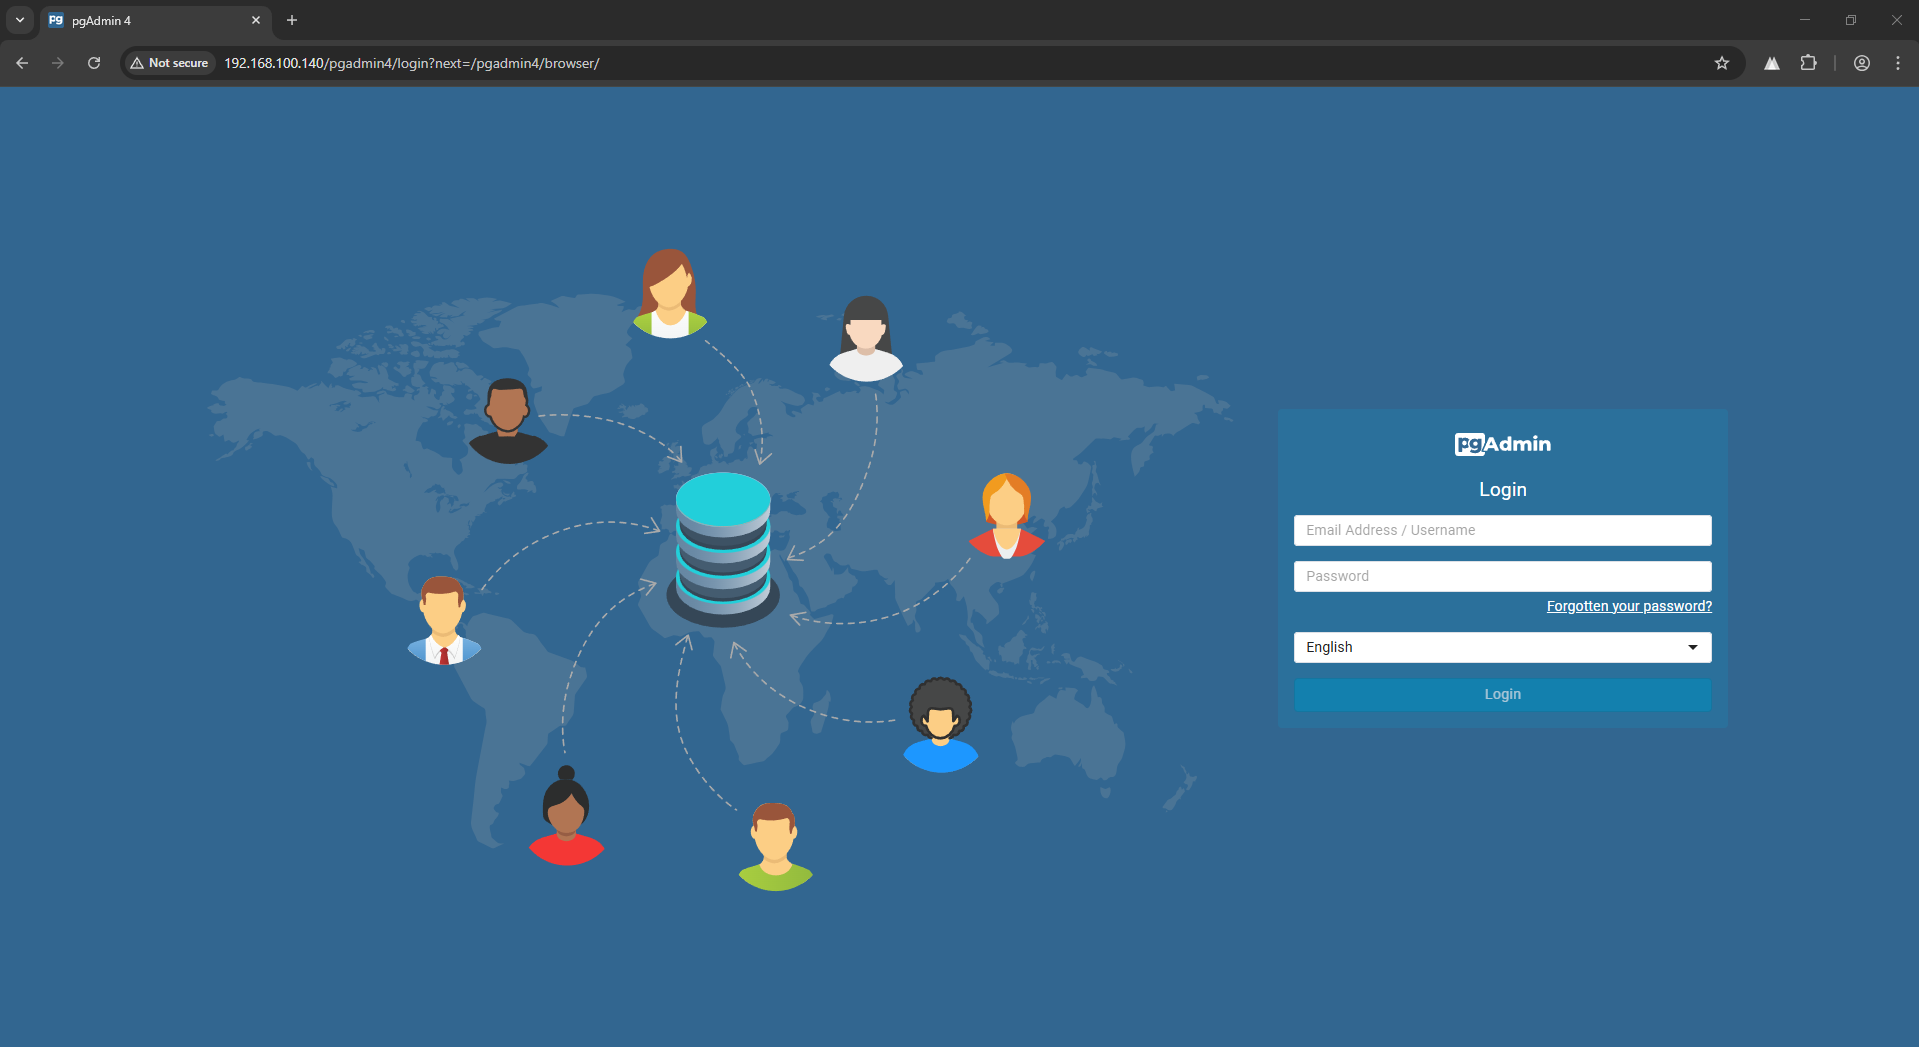 pg pgAdmin 4
Not secure 192.168.100.140/pgadmin4/login?next=/pgadmin4/browser/
pgAdmin
Login
Email Address / Username
Password
Forgotten your password?
English
Login